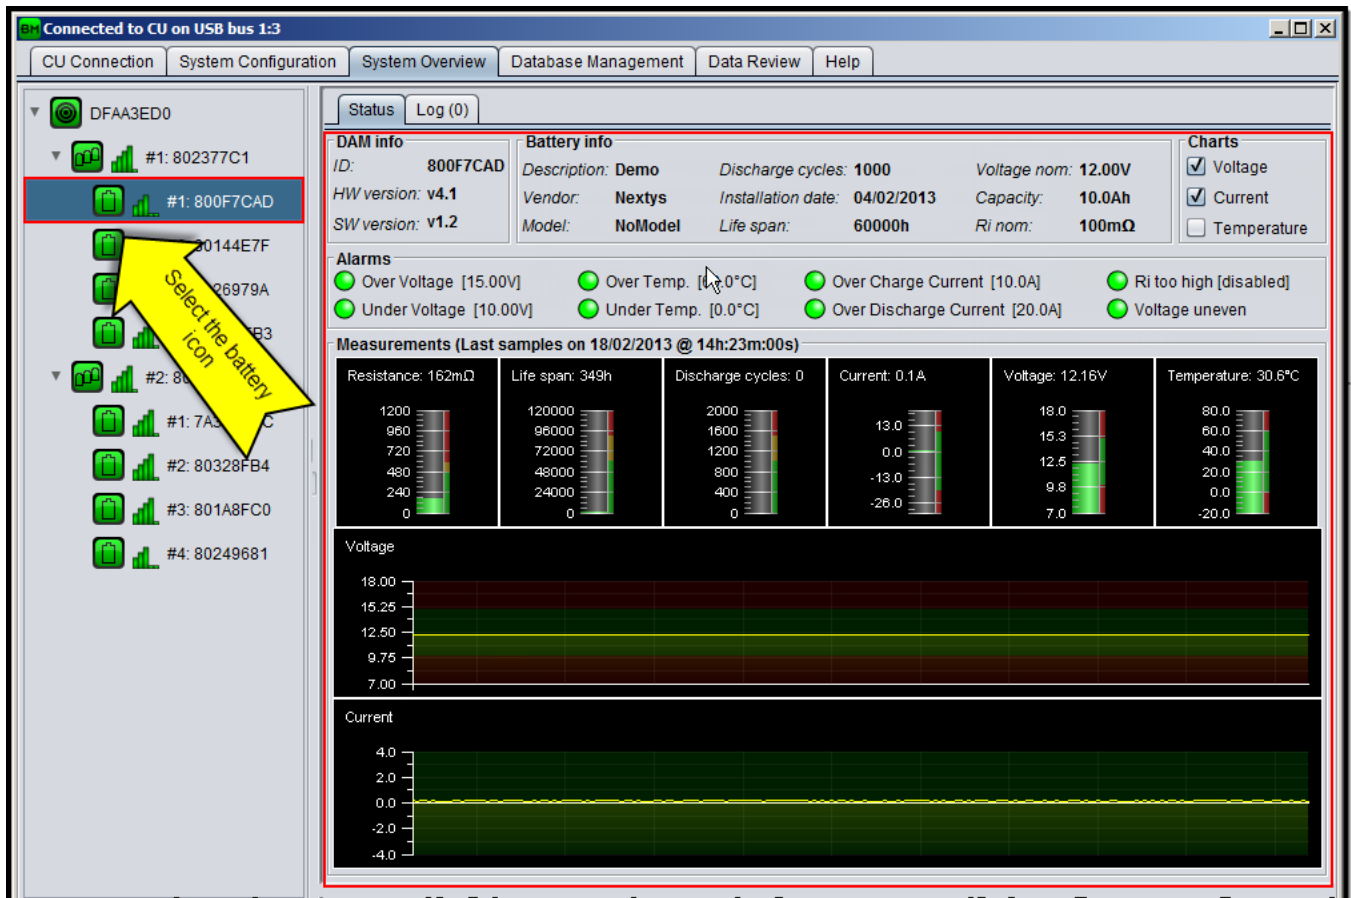 BM Connected to CU on USB bus 1:3
CU Connection System Configuration System Overview Database Management Data Review Help
DFAA3ED0
#1: 802377C1
#1: 800F7CAD
#2:
#1:
#2: 80328FB4
#3: 801A8FC0
#4: 80249681
Select the battery
icon
Status Log (0)
DAM info
ID: 800F7CAD
HW version: v4.1
SW version: v1.2
Battery info
Description: Demo Discharge cycles: 1000 Voltage nom: 12.00V
Vendor: Nextys Installation date: 04/02/2013 Capacity: 10.0Ah
Model: NoModel Life span: 60000h Ri nom: 100mΩ
Charts
Voltage
Current
Temperature
Alarms
Over Voltage [15.00V] Over Temp. Over Charge Current [10.0A] Ri too high [disabled]
Under Voltage [10.00V] Under Temp. [0.0°C] Over Discharge Current [20.0A] Voltage uneven
Measurements (Last samples on 18/02/2013 @ 14h:23m:00s)
Resistance: 162mΩ Life span: 349h Discharge cycles: 0 Current: 0.1A Voltage: 12.16V Temperature: 30.6°C
1200 120000 2000 18.0 80.0
960 96000 1600 13.0 15.3 60.0
720 72000 1200 0.0 12.5 40.0
480 48000 800 -13.0 9.8 20.0
240 24000 400 -26.0 0.0
0 0 0 7.0 -20.0
Voltage
18.00
15.25
12.50
9.75
7.00
Current
4.0
2.0
0.0
-2.0
-4.0